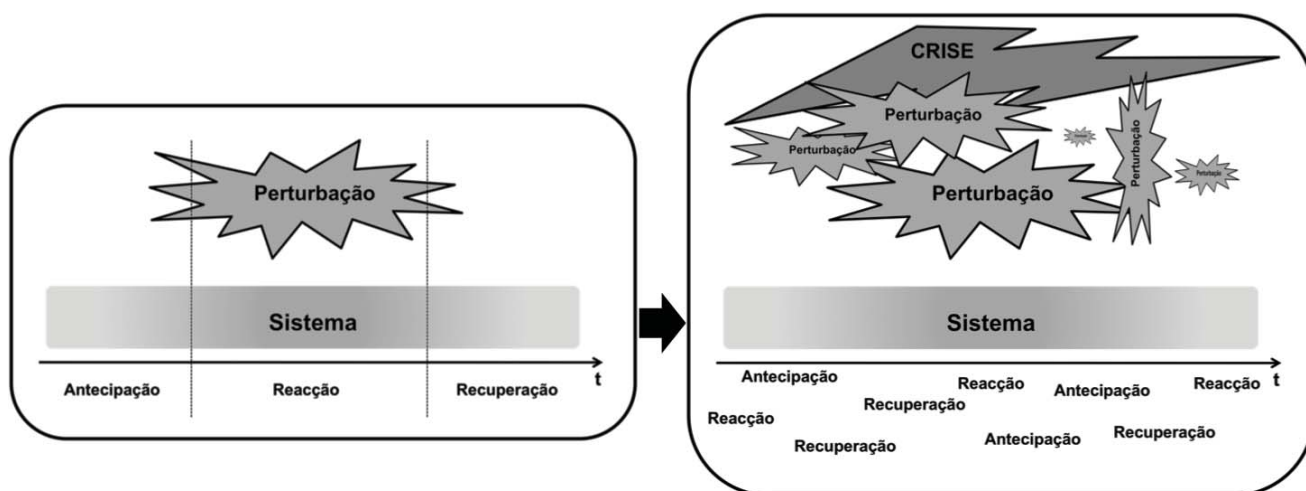 Perturbação
Sistema
t
Antecipação
Reacção
Recuperação
CRISE
Perturbação
Perturbação
Perturbação
Perturbação
Perturbação
Sistema
t
Antecipação
Reacção
Antecipação
Reacção
Recuperação
Reacção
Recuperação
Antecipação
Recuperação